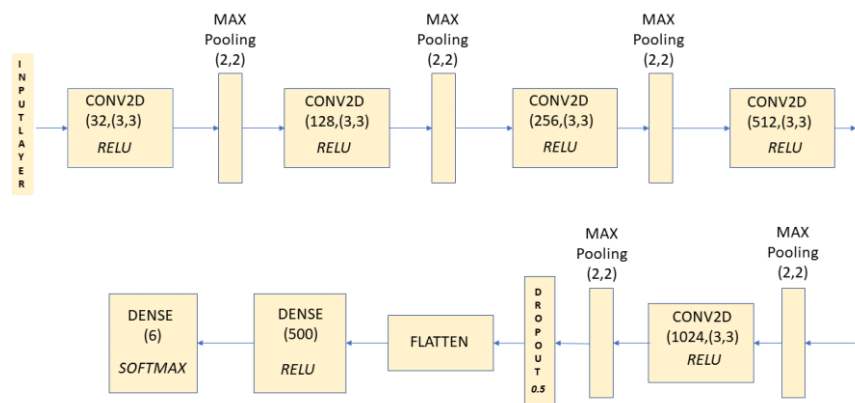 INPUTLAYER
CONV2D
(32,(3,3)
RELU
MAX
Pooling
(2,2)
CONV2D
(128,(3,3)
RELU
MAX
Pooling
(2,2)
CONV2D
(256,(3,3)
RELU
MAX
Pooling
(2,2)
CONV2D
(512,(3,3)
RELU
MAX
Pooling
(2,2)
CONV2D
(1024,(3,3)
RELU
MAX
Pooling
(2,2)
DROPOUT
0.5
FLATTEN
DENSE
(500)
RELU
DENSE
(6)
SOFTMAX